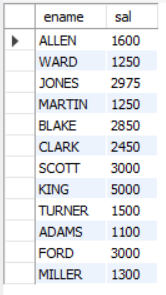 ename sal
ALLEN 1600
WARD 1250
JONES 2975
MARTIN 1250
BLAKE 2850
CLARK 2450
SCOTT 3000
KING 5000
TURNER 1500
ADAMS 1100
FORD 3000
MILLER 1300